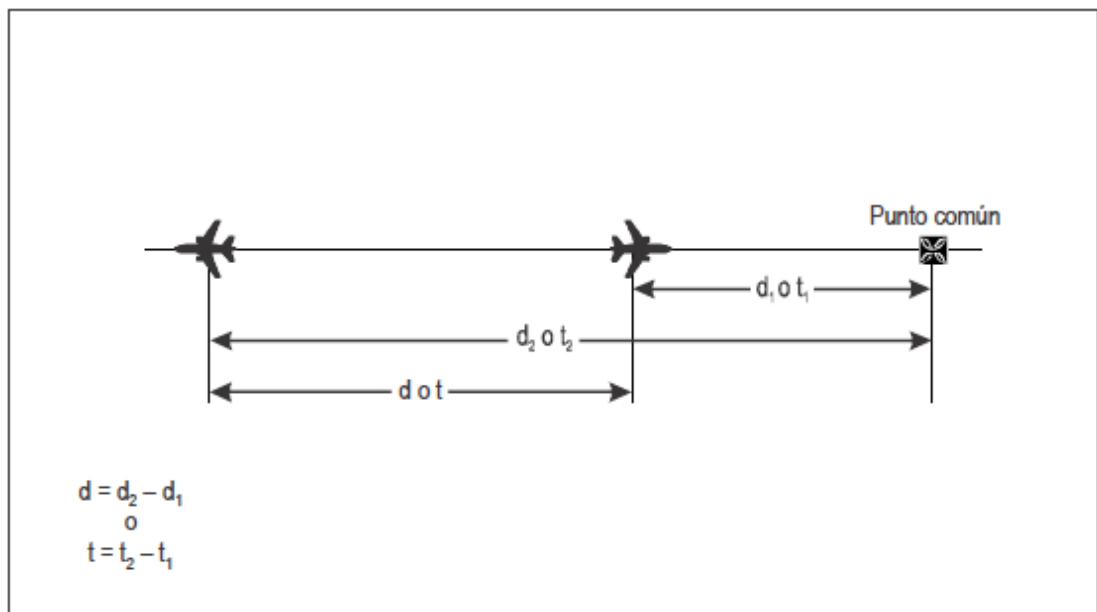 Punto común
d₁ o t₁
d₂ o t₂
d o t
d = d₂ – d₁
o
t = t₂ – t₁